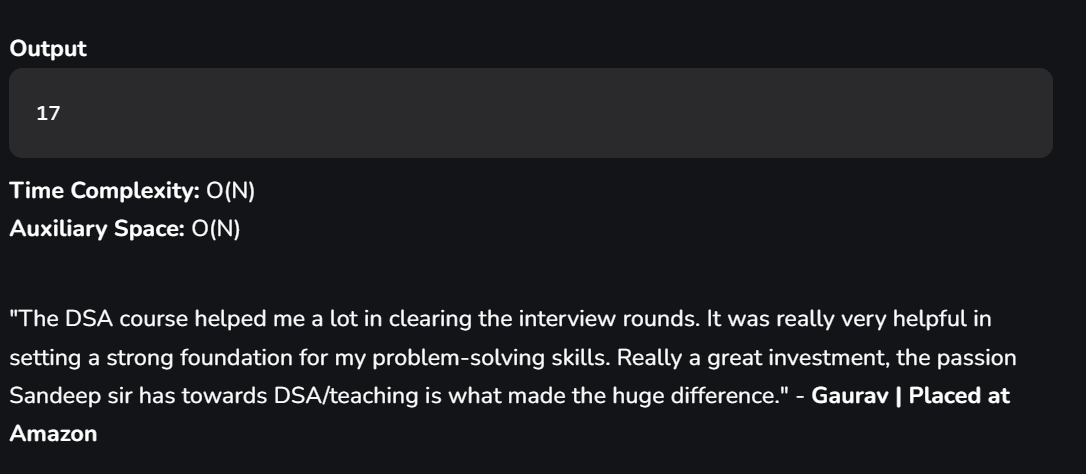 Output
17
Time Complexity: O(N)
Auxiliary Space: O(N)
"The DSA course helped me a lot in clearing the interview rounds. It was really very helpful in
setting a strong foundation for my problem-solving skills. Really a great investment, the passion
Sandeep sir has towards DSA/teaching is what made the huge difference." - Gaurav | Placed at
Amazon